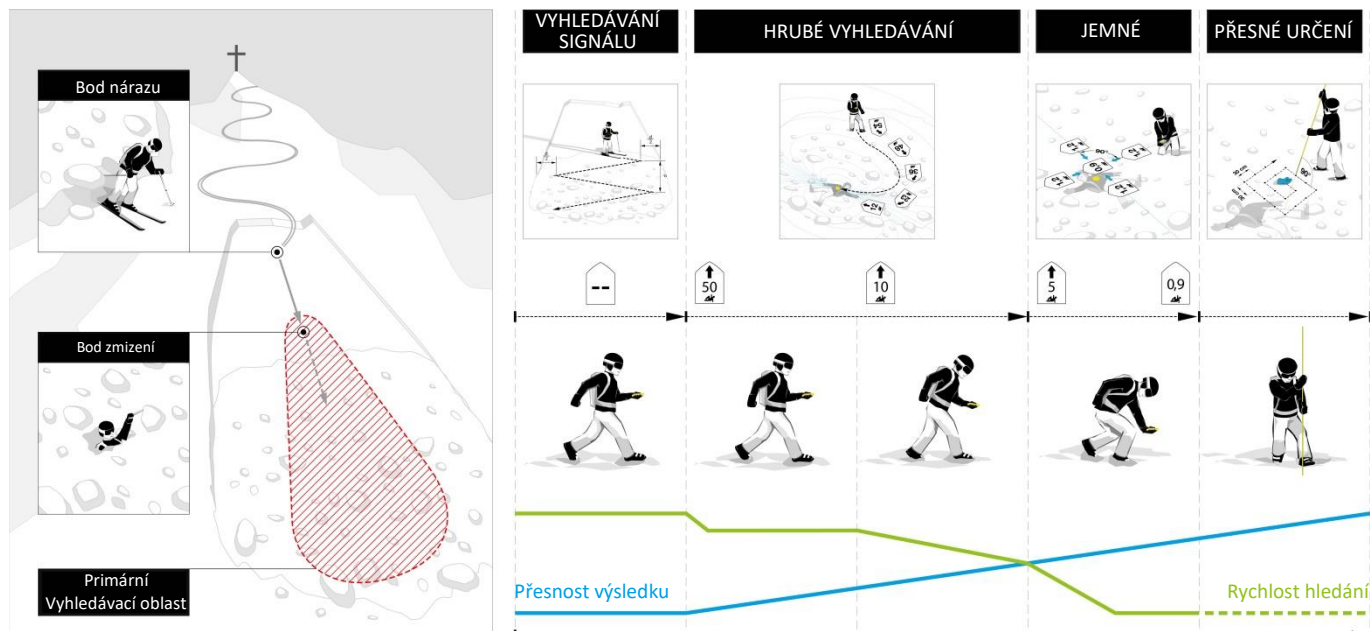 Bod nárazu
Bod zmizení
Primární
Vyhledávací oblast
VYHLEDÁVÁNÍ
SIGNÁLU
HRUBÉ VYHLEDÁVÁNÍ
JEMNÉ
PŘESNÉ URČENÍ
--
50
10
5
0,9
Přesnost výsledku
Rychlost hledání